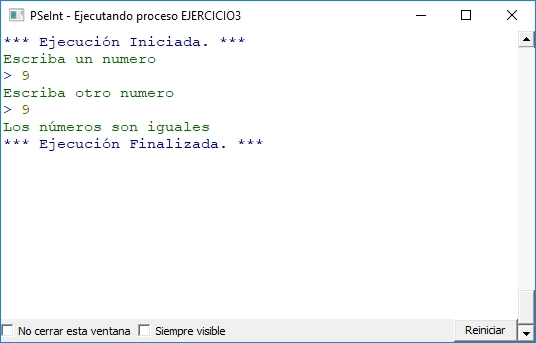 PSeInt - Ejecutando proceso EJERCICIO3
*** Ejecución Iniciada. ***
Escriba un numero
> 9
Escriba otro numero
> 9
Los números son iguales
*** Ejecución Finalizada. ***
No cerrar esta ventana Siempre visible Reiniciar